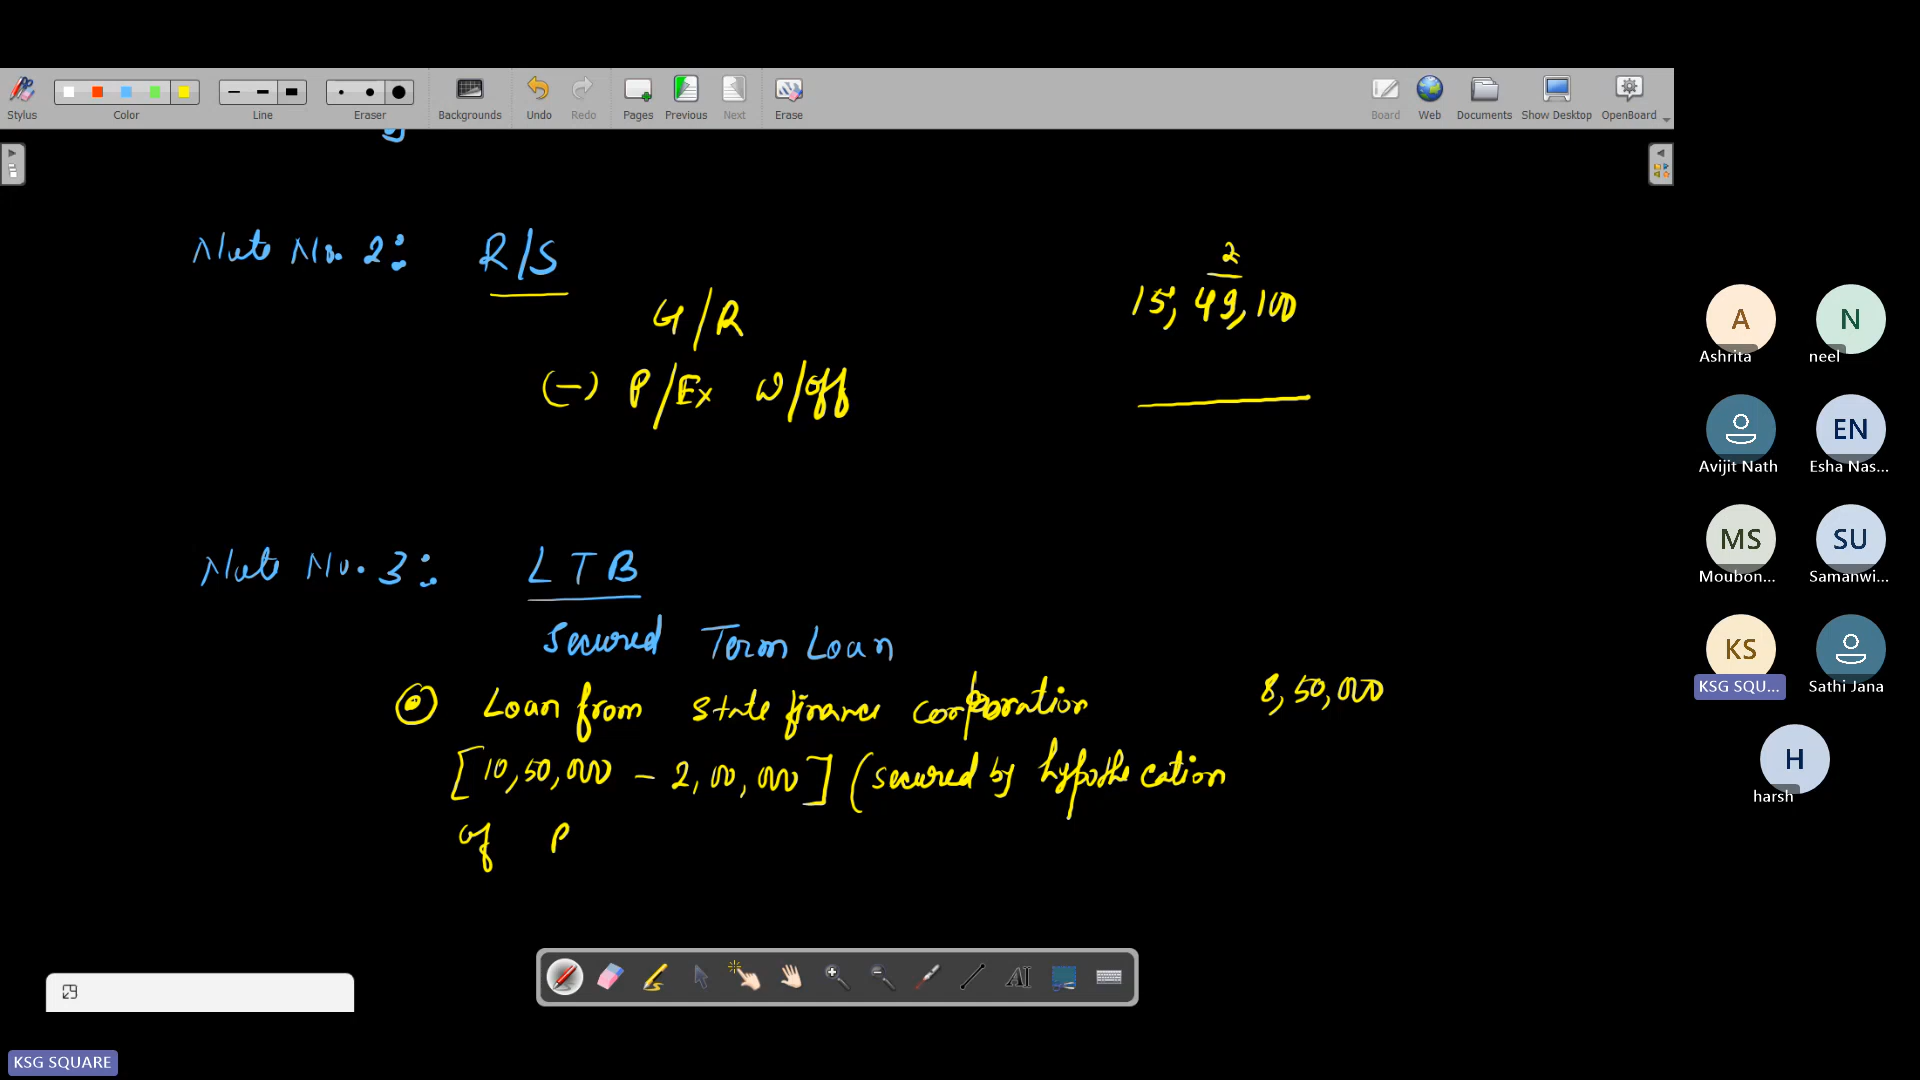 Stylus Color Line Eraser Backgrounds Undo Redo Pages Previous Next Erase Board Web Documents Show Desktop OpenBoard
Note No. 2: R/S
2
G/R 15,49,100
(-) P/Ex W/off
Note No. 3: LTB
Secured Term Loan
Loan from State finance corporation 8,50,000
[10,50,000 - 2,00,000] (secured by hypothecation
of P
AI
A N
Ashrita neel
EN
Avijit Nath Esha Nas...
MS SU
Moubon... Samanwi...
KS
KSG SQU... Sathi Jana
H
harsh
KSG SQUARE